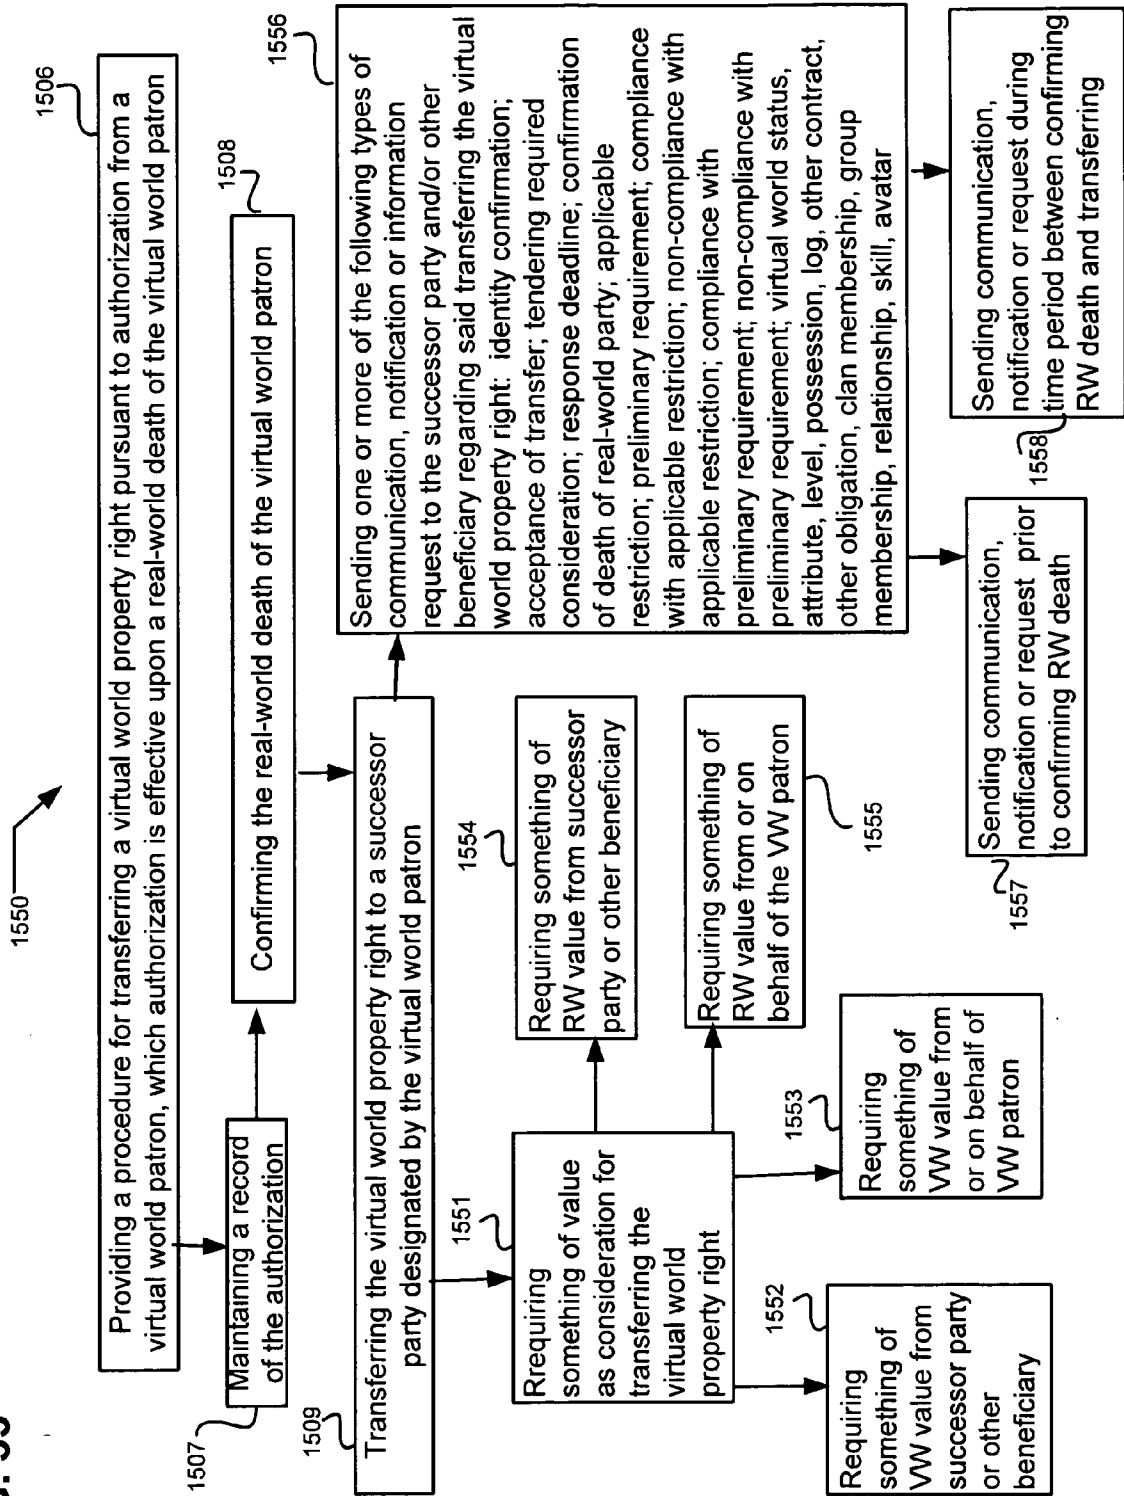 1550
1506
Providing a procedure for transferring a virtual world property right pursuant to authorization from a
virtual world patron, which authorization is effective upon a real-world death of the virtual world patron
1507
Maintaining a record
of the authorization
1508
Confirming the real-world death of the virtual world patron
1509
Transferring the virtual world property right to a successor
party designated by the virtual world patron
1551
Rrequiring
something of value
as consideration for
transferring the
virtual world
property right
1552
Requiring
something of
VW value from
successor party
or other
beneficiary
1553
Requiring
something of
VW value from
or on behalf of
VW patron
1554
Requiring something of
RW value from successor
party or other beneficiary
1555
Requiring something of
RW value from or on
behalf of the VW patron
1556
Sending one or more of the following types of
communication, notification or information
request to the successor party and/or other
beneficiary regarding said transferring the virtual
world property right: identity confirmation;
acceptance of transfer; tendering required
consideration; response deadline; confirmation
of death of real-world party; applicable
restriction; preliminary requirement; compliance
with applicable restriction; non-compliance with
applicable restriction; compliance with
preliminary requirement; non-compliance with
preliminary requirement; virtual world status,
attribute, level, possession, log, other contract,
other obligation, clan membership, group
membership, relationship, skill, avatar
1557
Sending communication,
notification or request prior
to confirming RW death
1558
Sending communication,
notification or request during
time period between confirming
RW death and transferring